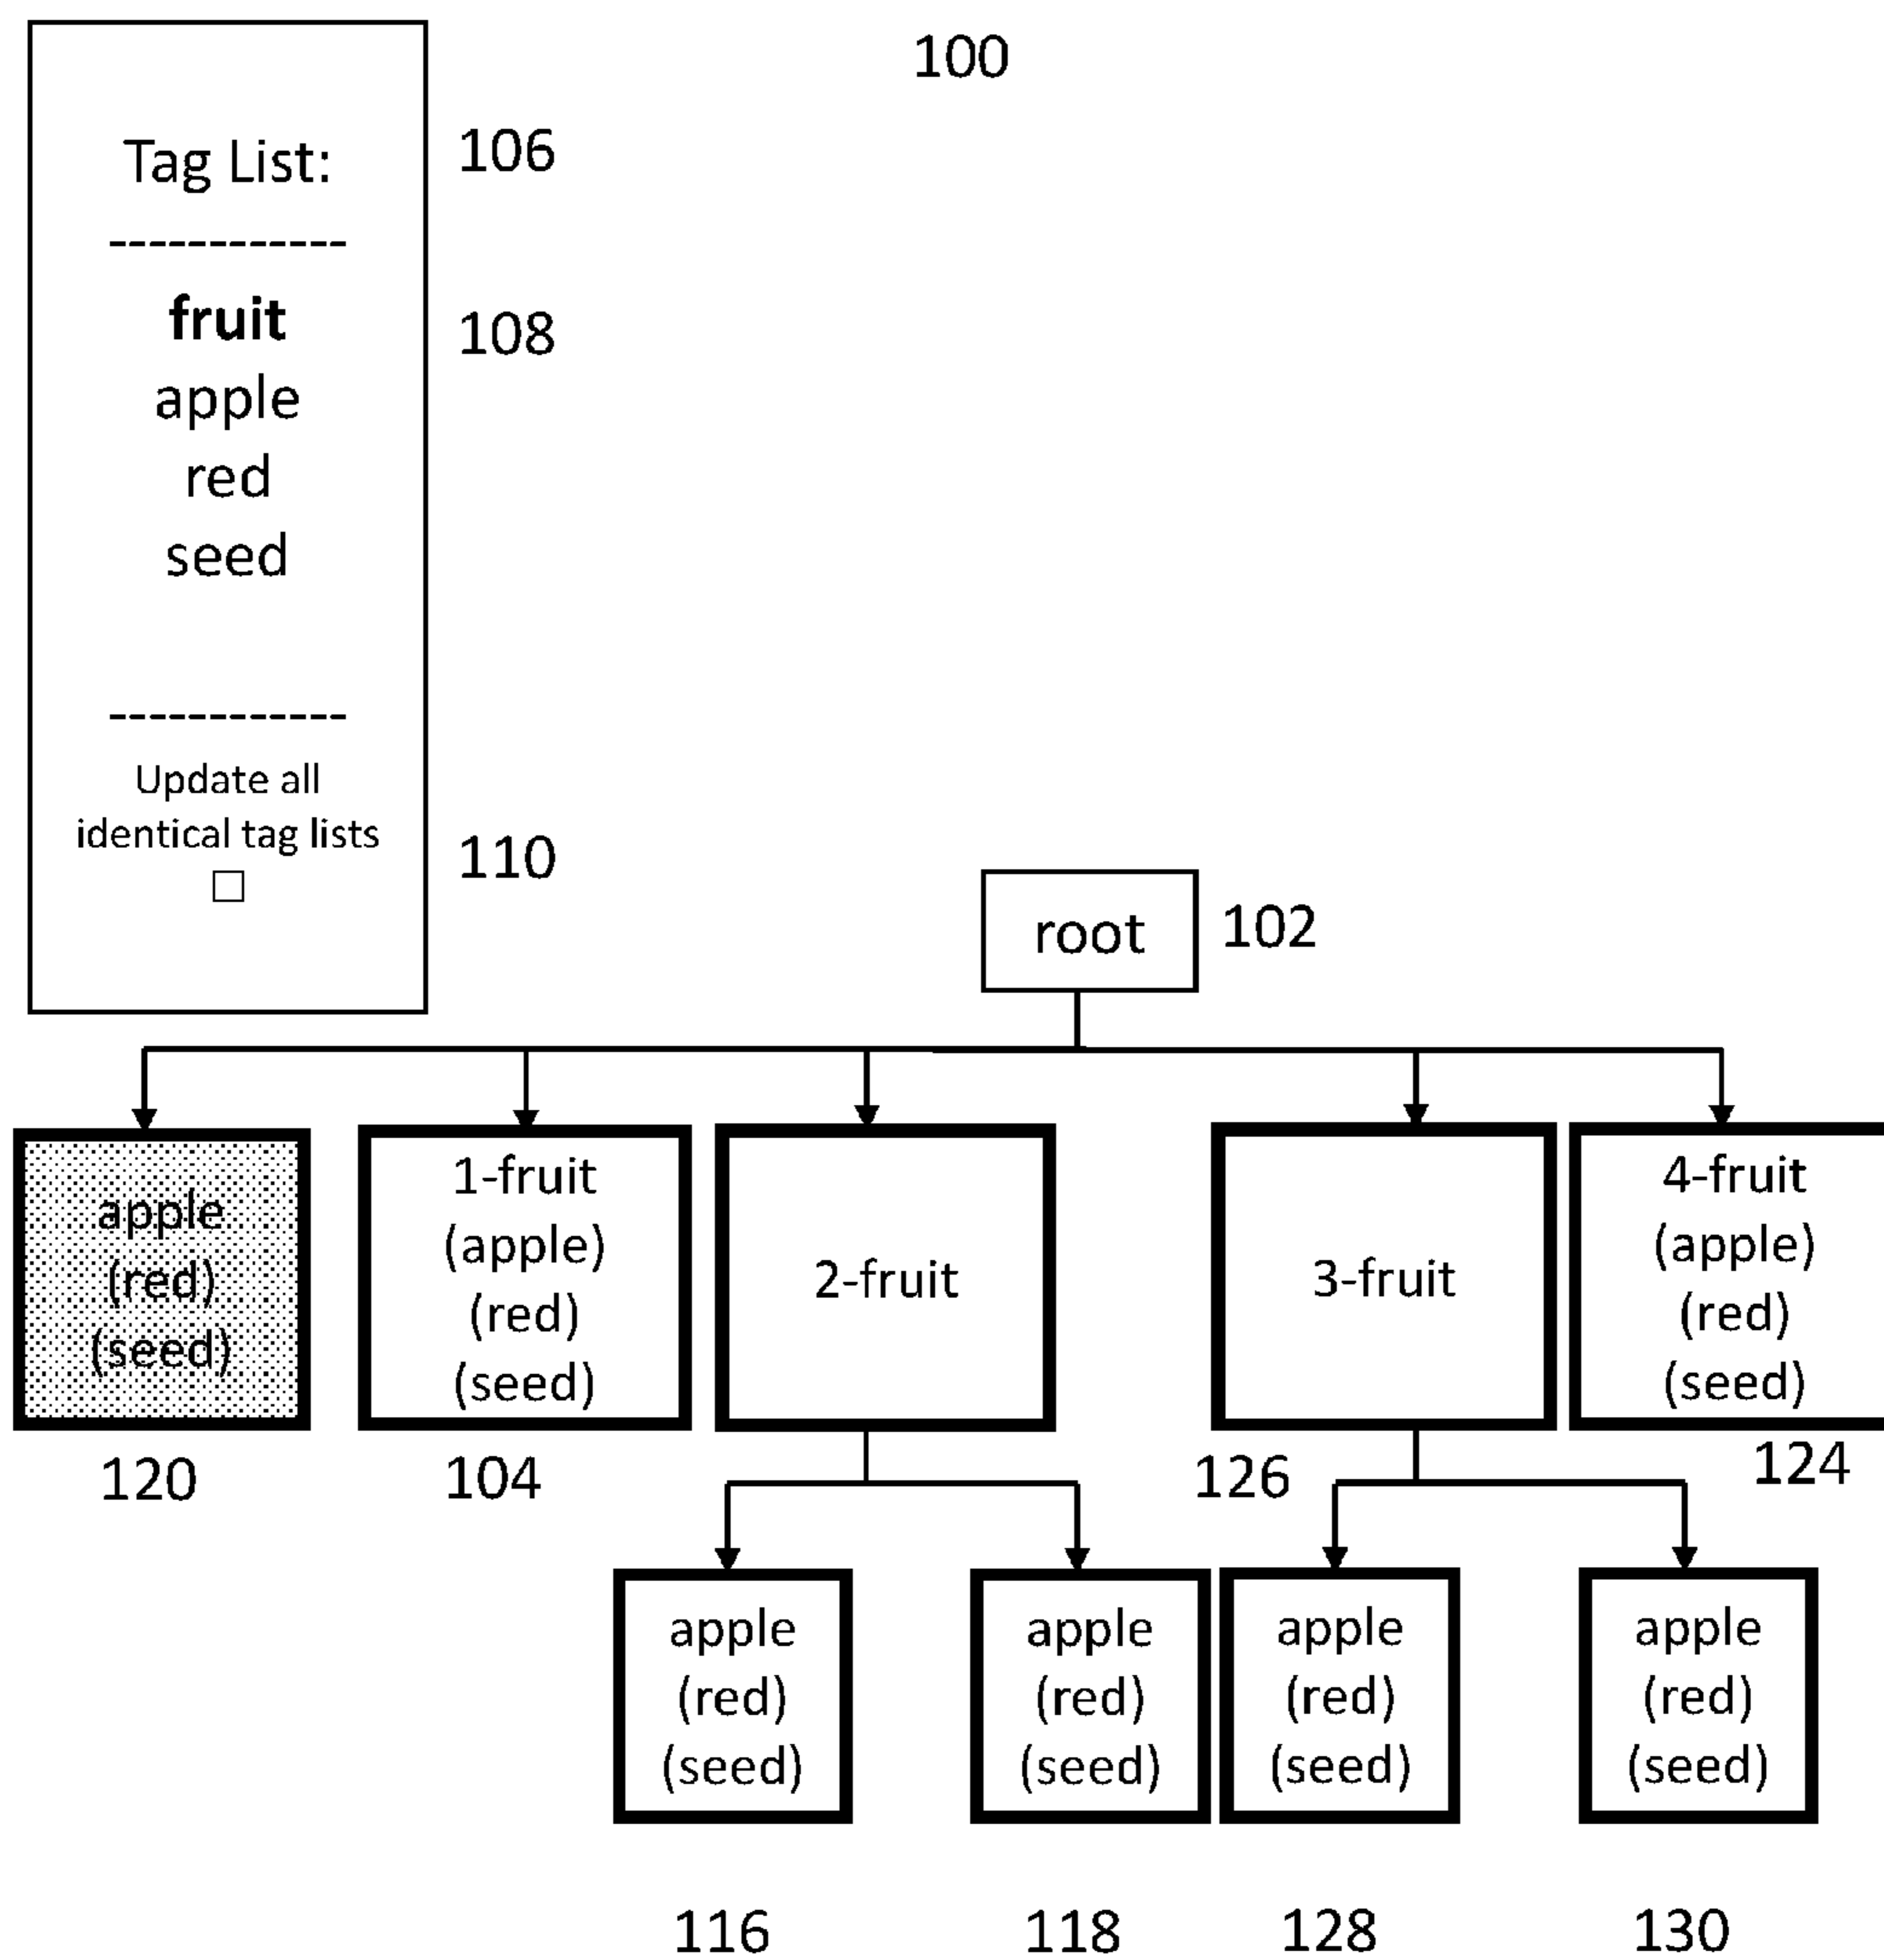 100
Tag List:
106
------------
fruit
108
apple
red
seed
------------
Update all
identical tag lists
110
☐
root
102
apple
(red)
(seed)
120
1-fruit
(apple)
(red)
(seed)
104
2-fruit
3-fruit
126
4-fruit
(apple)
(red)
(seed)
124
apple
(red)
(seed)
116
apple
(red)
(seed)
118
apple
(red)
(seed)
128
apple
(red)
(seed)
130